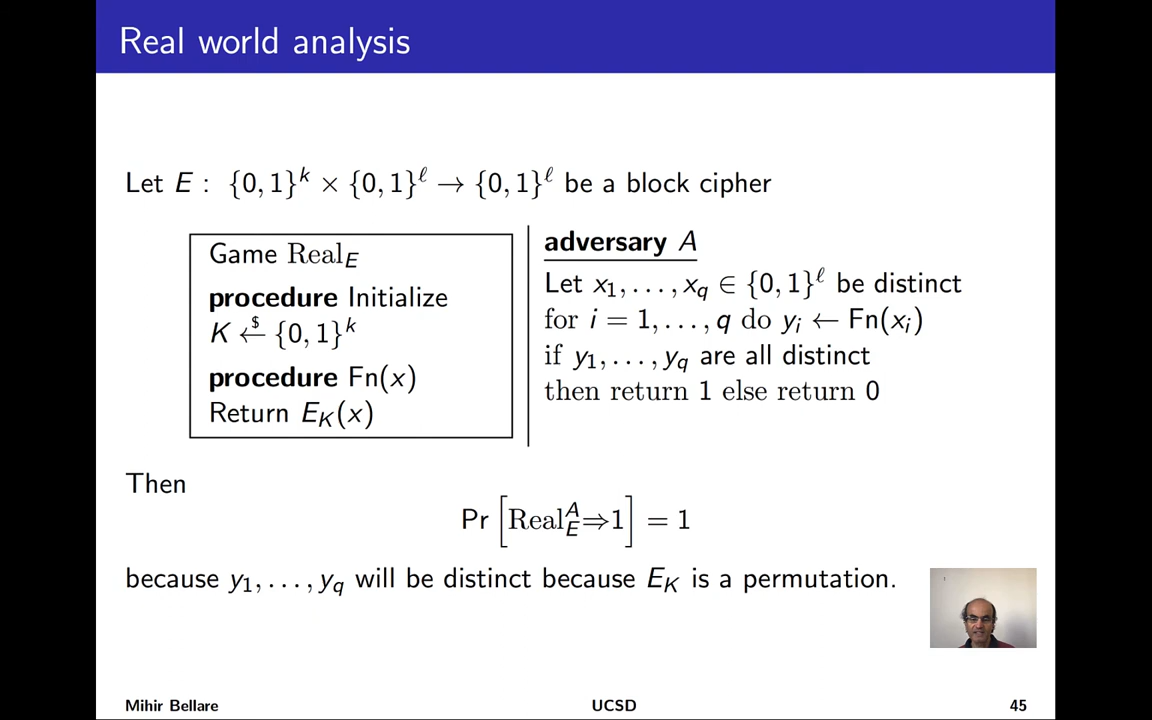 Real world analysis
Let E : {0, 1}^k × {0, 1}^ℓ → {0, 1}^ℓ be a block cipher
Game Real_E
procedure Initialize
K ←$ {0, 1}^k
procedure Fn(x)
Return E_K(x)
adversary A
Let x_1, . . . , x_q ∈ {0, 1}^ℓ be distinct
for i = 1, . . . , q do y_i ← Fn(x_i)
if y_1, . . . , y_q are all distinct
then return 1 else return 0
Then
Pr [Real_E^A⇒1] = 1
because y_1, . . . , y_q will be distinct because E_K is a permutation.
Mihir Bellare UCSD 45